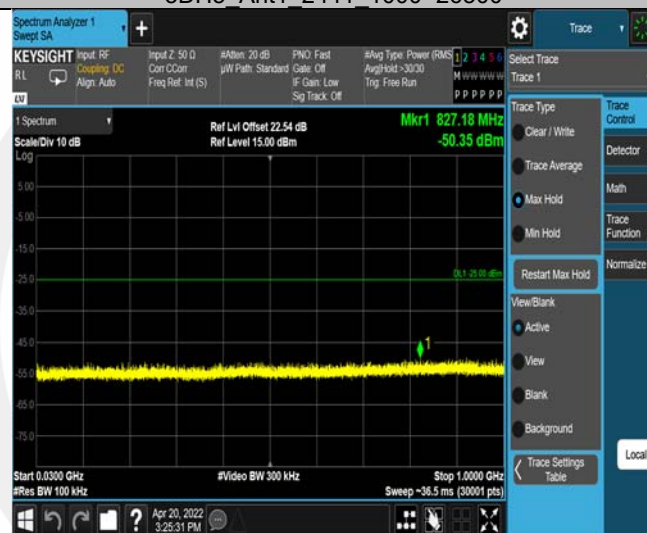 Spectrum Analyzer 1
Swept SA
+
Trace
KEYSIGHT
RL
LXI
Input: RF
Coupling: DC
Align: Auto
Input Z: 50 Ω
Corr CCorr
Freq Ref: Int (S)
#Atten: 20 dB
µW Path: Standard
PNO: Fast
Gate: Off
IF Gain: Low
Sig Track: Off
#Avg Type: Power (RMS
Avg|Hold:>30/30
Trig: Free Run
1 2 3 4 5 6
M w w w w w
P P P P P P
Select Trace
Trace 1
1 Spectrum
Scale/Div 10 dB
Log
Ref Lvl Offset 22.54 dB
Ref Level 15.00 dBm
Mkr1 827.18 MHz
-50.35 dBm
5.00
-5.00
-15.0
-25.0
-35.0
-45.0
-55.0
-65.0
-75.0
DL1 -25.00 dBm
1
Start 0.0300 GHz
#Res BW 100 kHz
#Video BW 300 kHz
Stop 1.0000 GHz
Sweep ~36.5 ms (30001 pts)
Trace Type
Clear / Write
Trace Average
Max Hold
Min Hold
Restart Max Hold
View/Blank
Active
View
Blank
Background
Trace Settings
Table
Trace
Control
Detector
Math
Trace
Function
Normalize
Local
?
Apr 20, 2022
3:25:31 PM